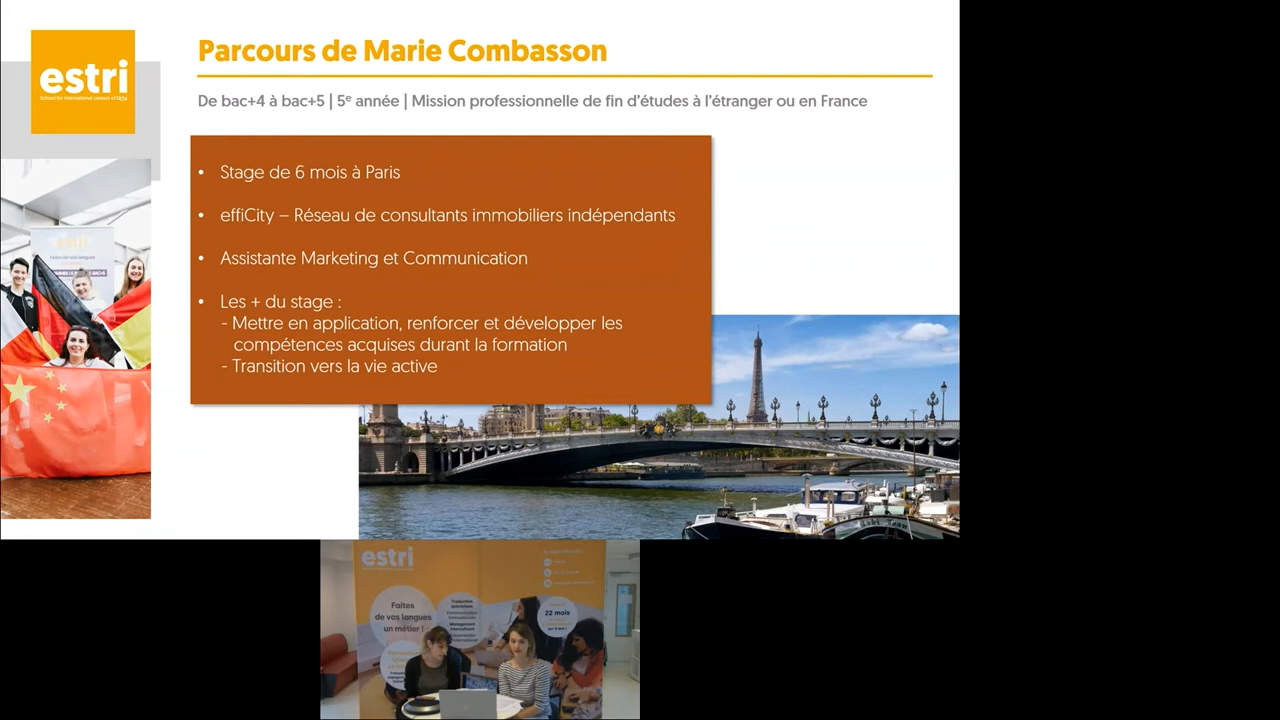 estri
School for international careers of
Parcours de Marie Combasson
De bac+4 à bac+5 | 5e année | Mission professionnelle de fin d'études à l'étranger ou en France
• Stage de 6 mois à Paris
• effiCity – Réseau de consultants immobiliers indépendants
• Assistante Marketing et Communication
• Les + du stage :
- Mettre en application, renforcer et développer les
compétences acquises durant la formation
- Transition vers la vie active
estri
Faites
de vos langues
un métier !
Traduction
22 mois